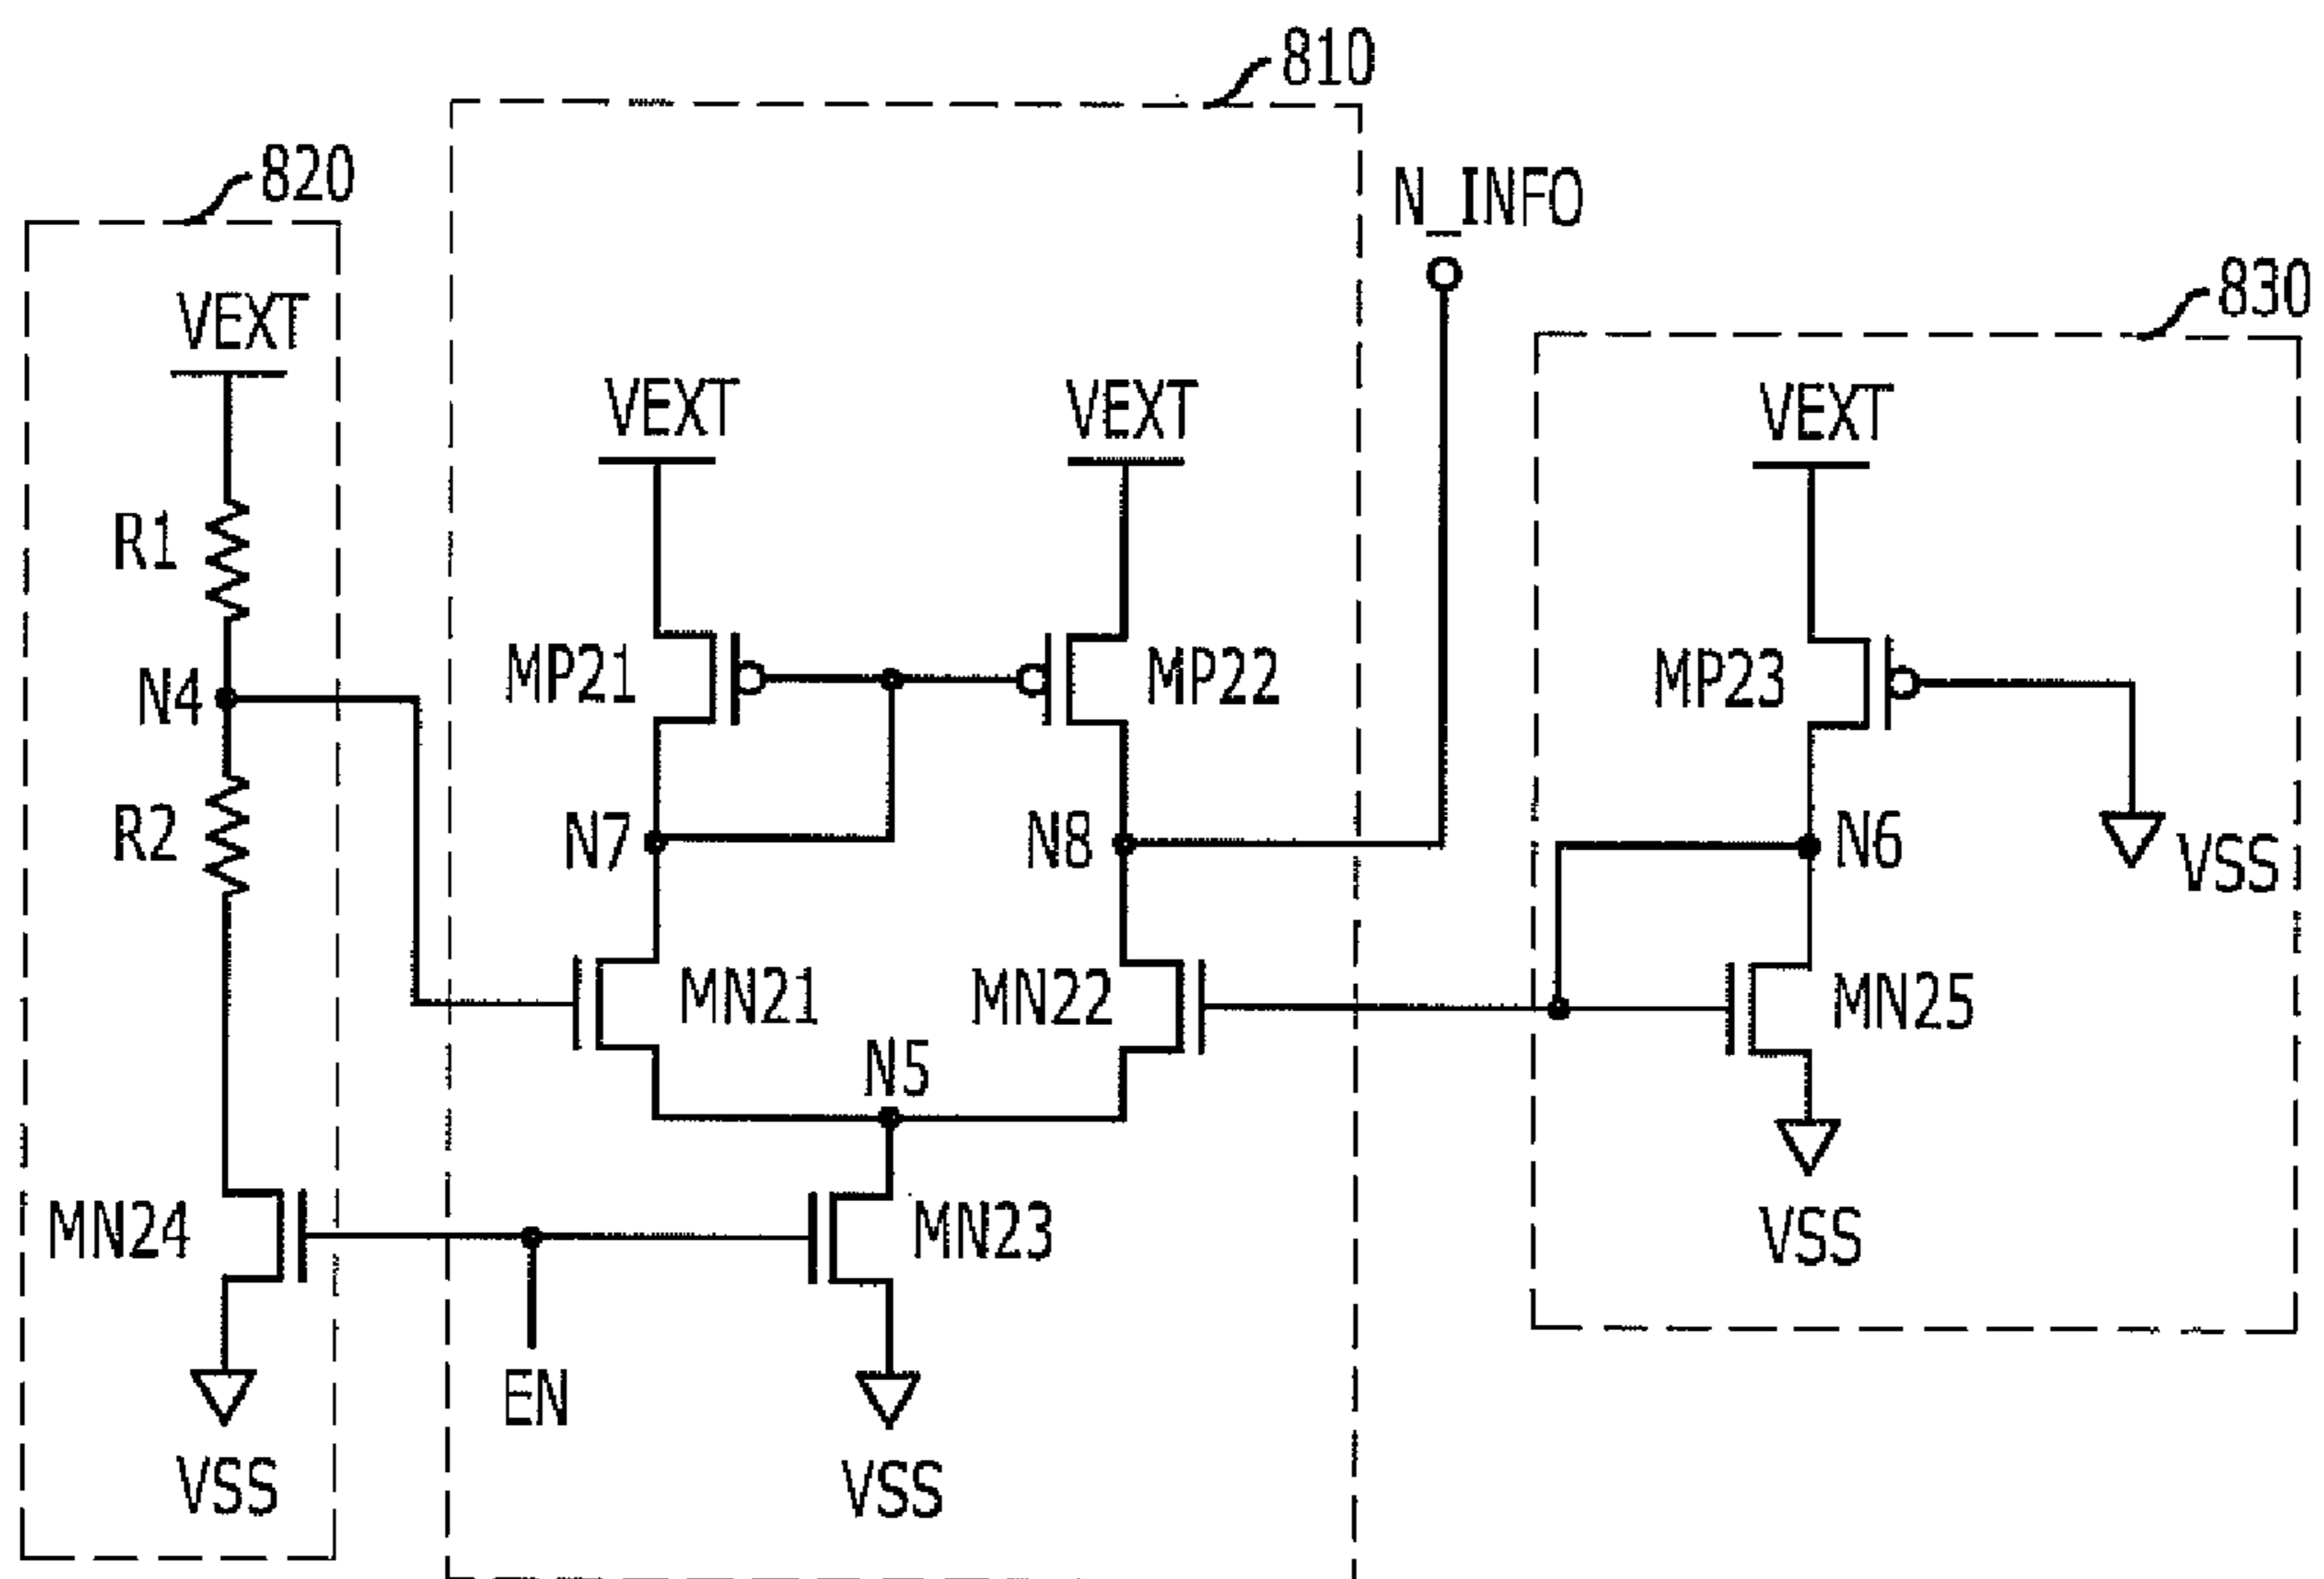 810
820
N_INFO
830
VEXT
VEXT
VEXT
VEXT
R1
MP21
MP22
MP23
N4
R2
N7
N8
N6
VSS
MN21
MN22
MN25
N5
MN24
MN23
VSS
EN
VSS
VSS